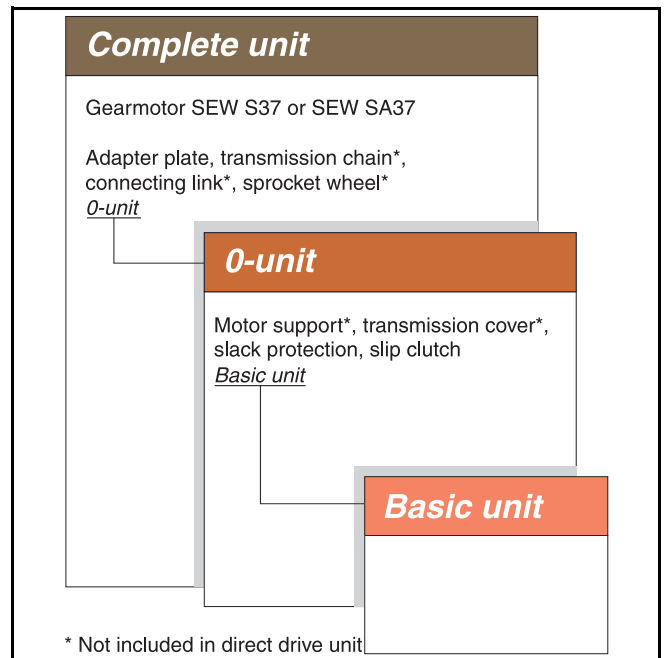 Complete unit
Gearmotor SEW S37 or SEW SA37
Adapter plate, transmission chain*,
connecting link*, sprocket wheel*
0-unit
0-unit
Motor support*, transmission cover*,
slack protection, slip clutch
Basic unit
Basic unit
* Not included in direct drive unit